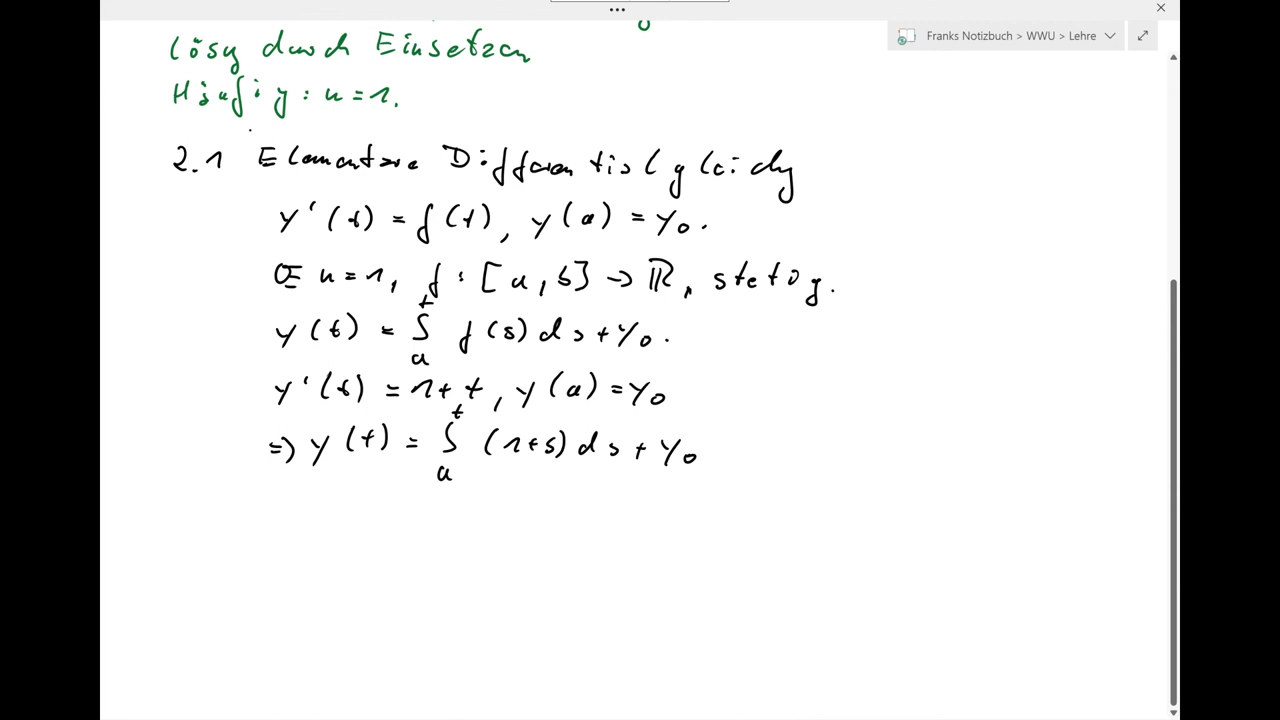 Franks Notizbuch > WWU > Lehre
Lösg durch Einsetzen
Häufig: n=1.
2.1 Elementare Differentialgleichg
y'(t) = f(t), y(a) = y₀.
Œ n=1, f: [a,b] → ℝ, stetig.
y(t) = ∫ₐᵗ f(s) ds + y₀.
y'(t) = 1+t, y(a) = y₀
⇒ y(t) = ∫ₐᵗ (1+s) ds + y₀